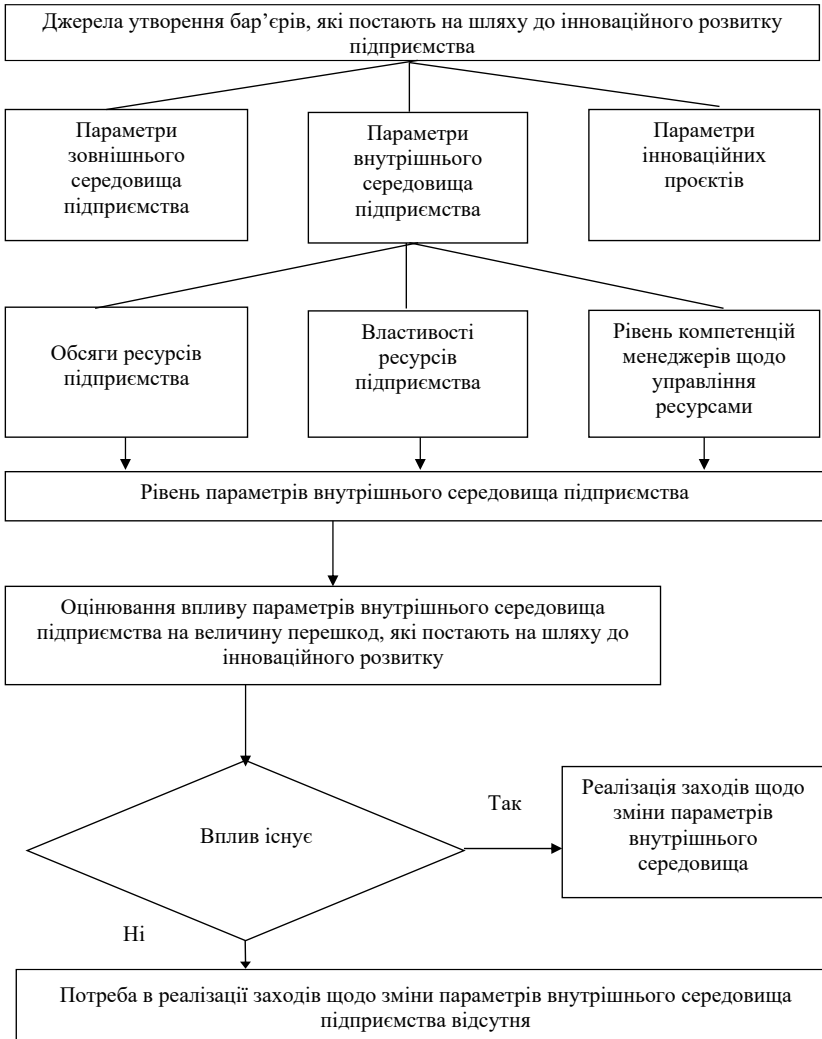 Джерела утворення бар’єрів, які постають на шляху до інноваційного розвитку
підприємства
Параметри
зовнішнього
середовища
підприємства
Параметри
внутрішнього
середовища
підприємства
Параметри
інноваційних
проєктів
Обсяги ресурсів
підприємства
Властивості
ресурсів
підприємства
Рівень компетенцій
менеджерів щодо
управління
ресурсами
Рівень параметрів внутрішнього середовища підприємства
Оцінювання впливу параметрів внутрішнього середовища
підприємства на величину перешкод, які постають на шляху до
інноваційного розвитку
Вплив існує
Так
Реалізація заходів щодо
зміни параметрів
внутрішнього
середовища
Ні
Потреба в реалізації заходів щодо зміни параметрів внутрішнього середовища
підприємства відсутня